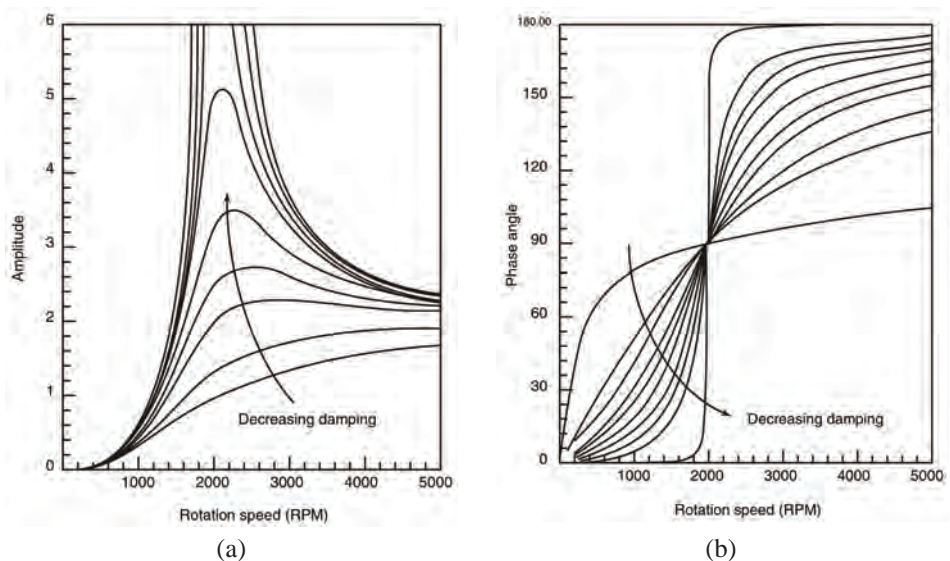 6
5
4
3
2
1
0
Amplitude
Decreasing damping
1000 2000 3000 4000 5000
Rotation speed (RPM)
(a)
180.00
150
120
90
60
30
0
Phase angle
Decreasing damping
1000 2000 3000 4000 5000
Rotation speed (RPM)
(b)